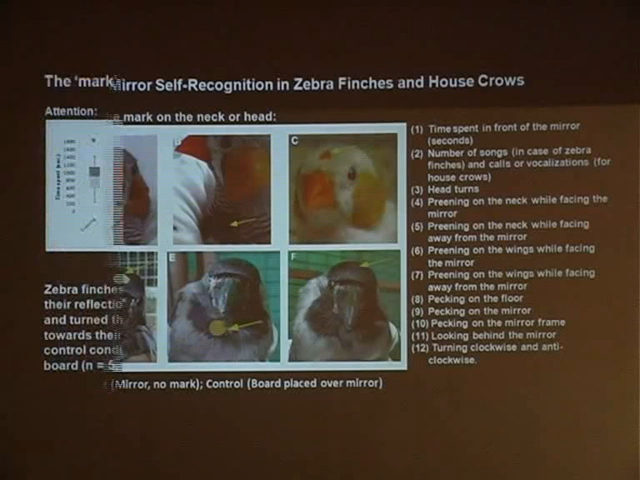 The 'mark
irror Self-Recognition in Zebra Finches and House Crows
Attention:
mark on the neck or head:
Time spent (sec.)
C
E
F
Zebra finche
their reflectio
and turned
towards the
control cond
board (n =
(Mirror, no mark); Control (Board placed over mirror)
(1) Time spent in front of the mirror
(seconds)
(2) Number of songs (in case of zebra
finches) and calls or vocalizations (for
house crows)
(3) Head turns
(4) Preening on the neck while facing the
mirror
(5) Preening on the neck while facing
away from the mirror
(6) Preening on the wings while facing
the mirror
(7) Preening on the wings while facing
away from the mirror
(8) Pecking on the floor
(9) Pecking on the mirror
(10) Pecking on the mirror frame
(11) Looking behind the mirror
(12) Turning clockwise and anti-
clockwise.